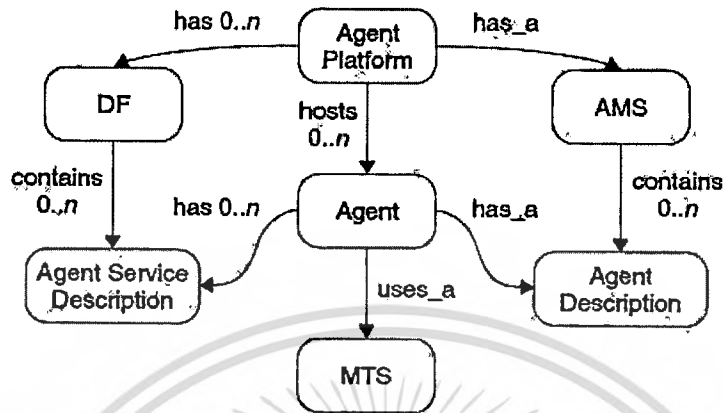 has 0..n
Agent
Platform
has_a
DF
hosts
0..n
AMS
contains
0..n
has 0..n
Agent
has_a
contains
0..n
Agent Service
Description
uses_a
Agent
Description
MTS